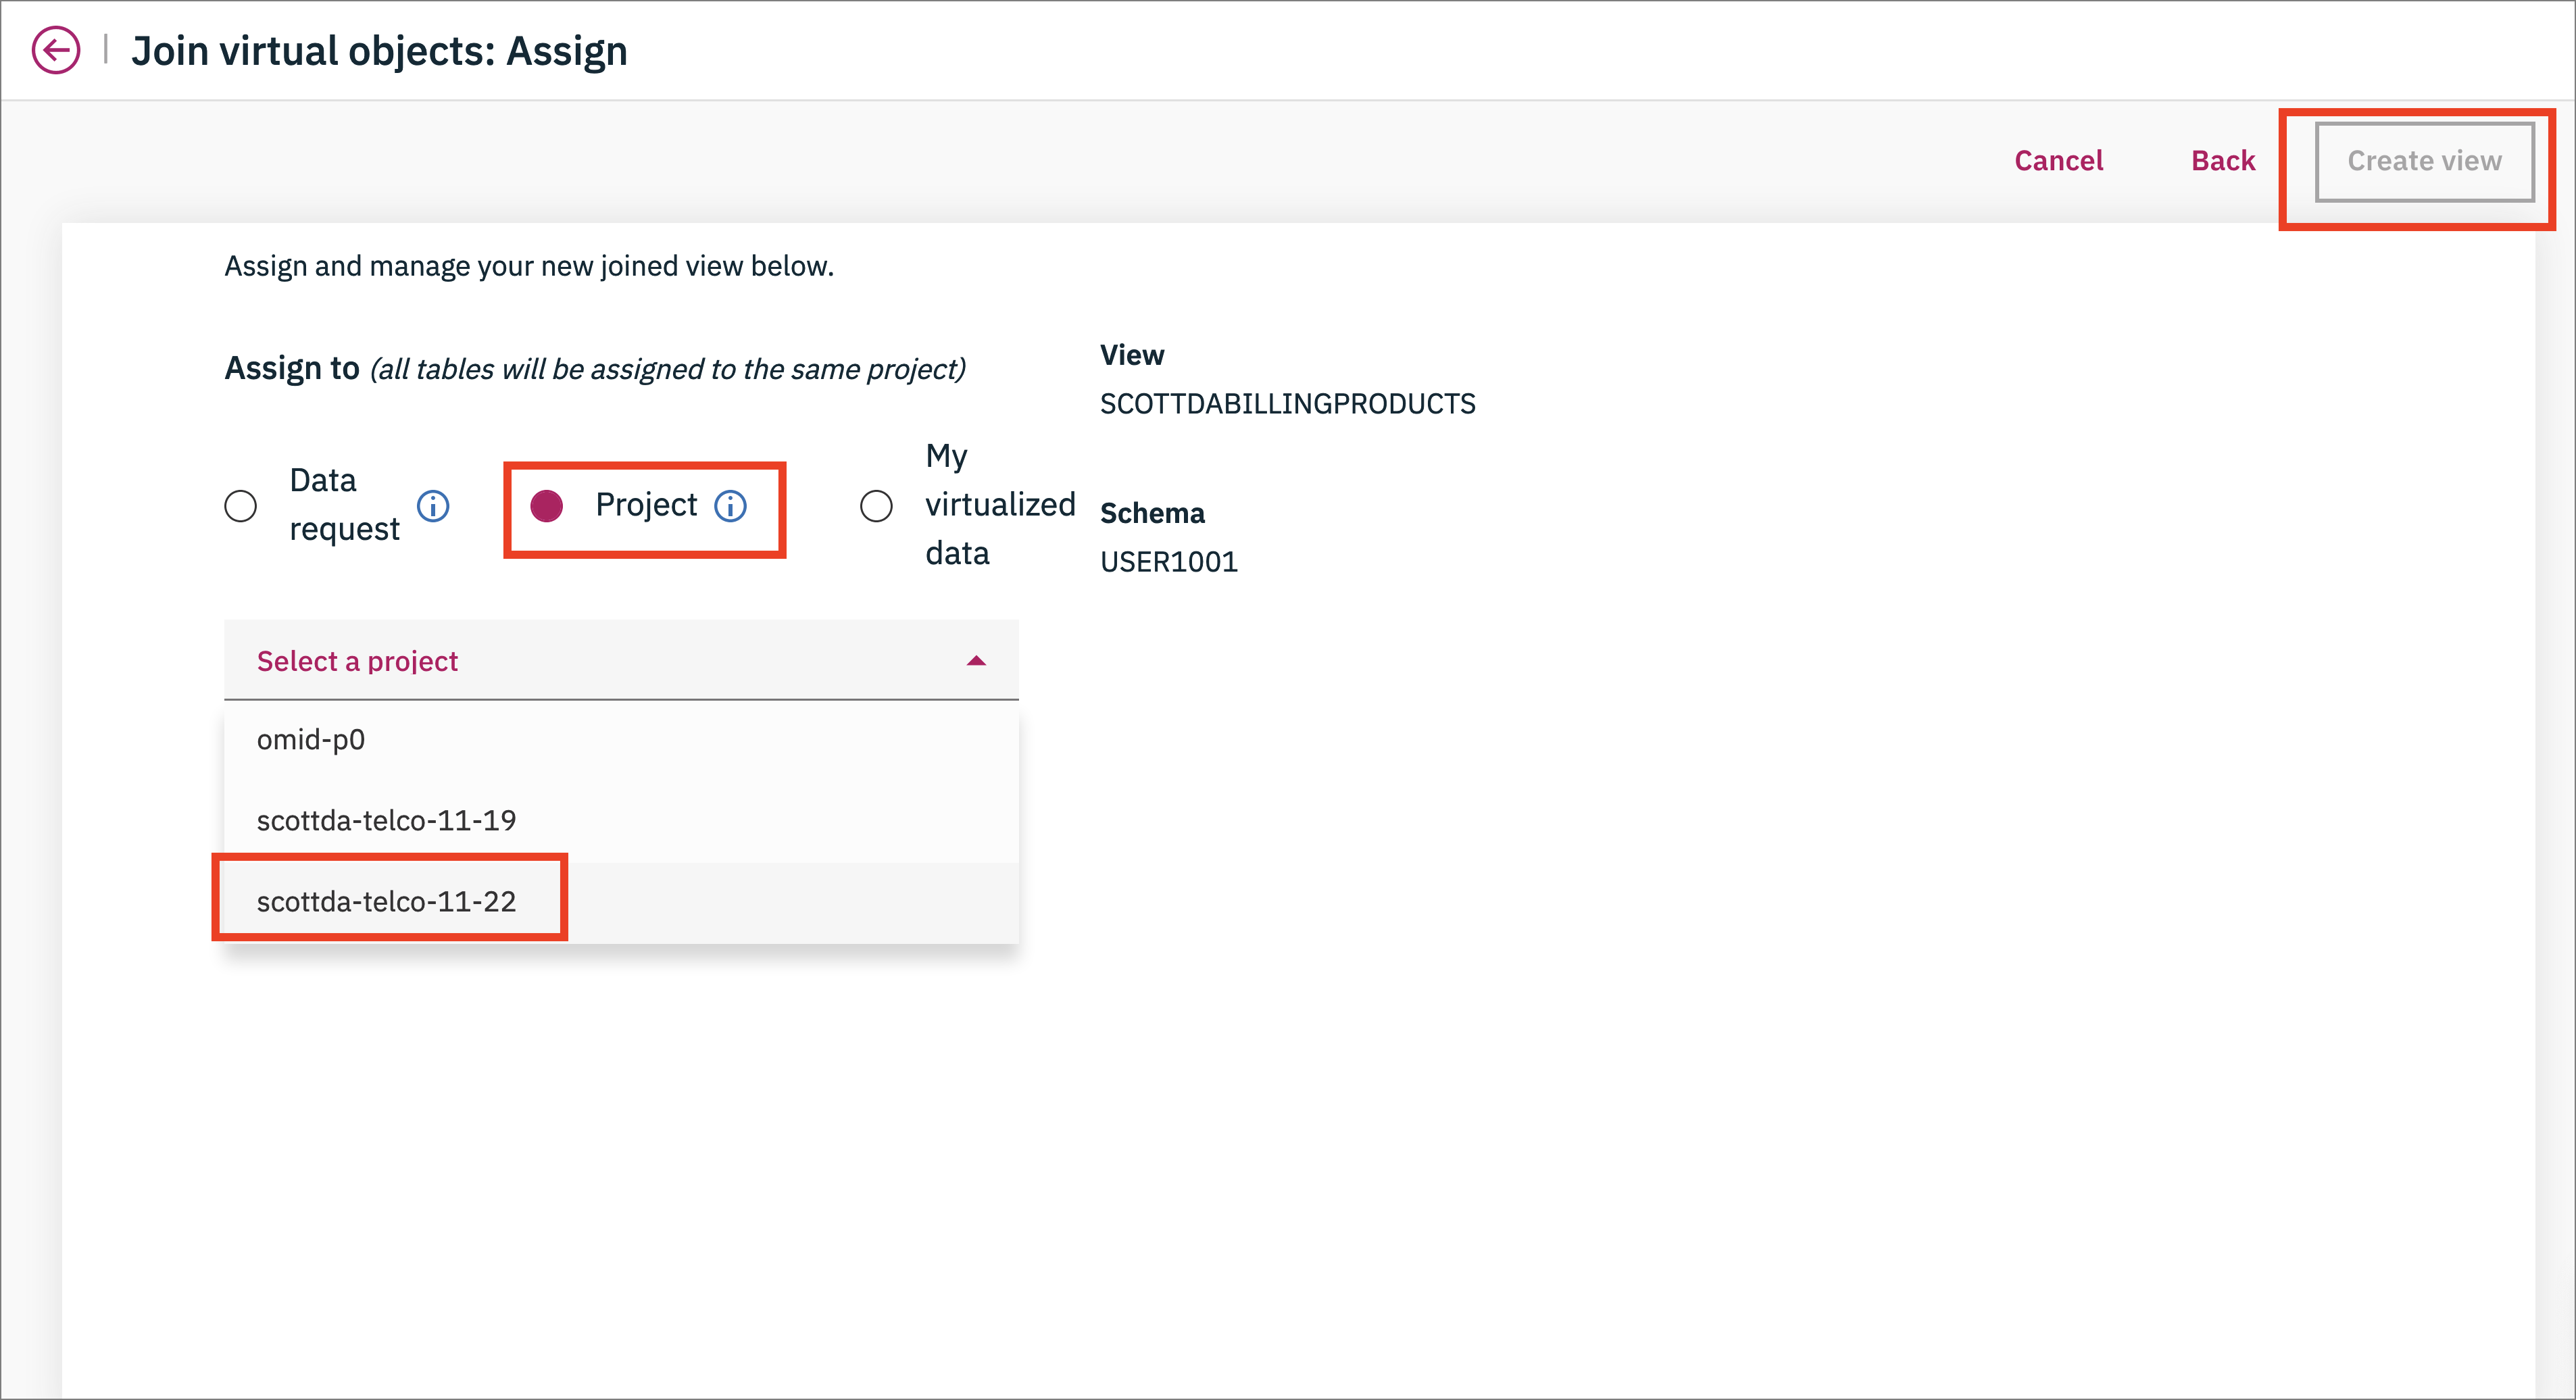 Join virtual objects: Assign
Cancel
Back
Create view
Assign and manage your new joined view below.
Assign to (all tables will be assigned to the same project)
Data
request
Project
My
virtualized
data
View
SCOTTDABILLINGPRODUCTS
Schema
USER1001
Select a project
omid-p0
scottda-telco-11-19
scottda-telco-11-22